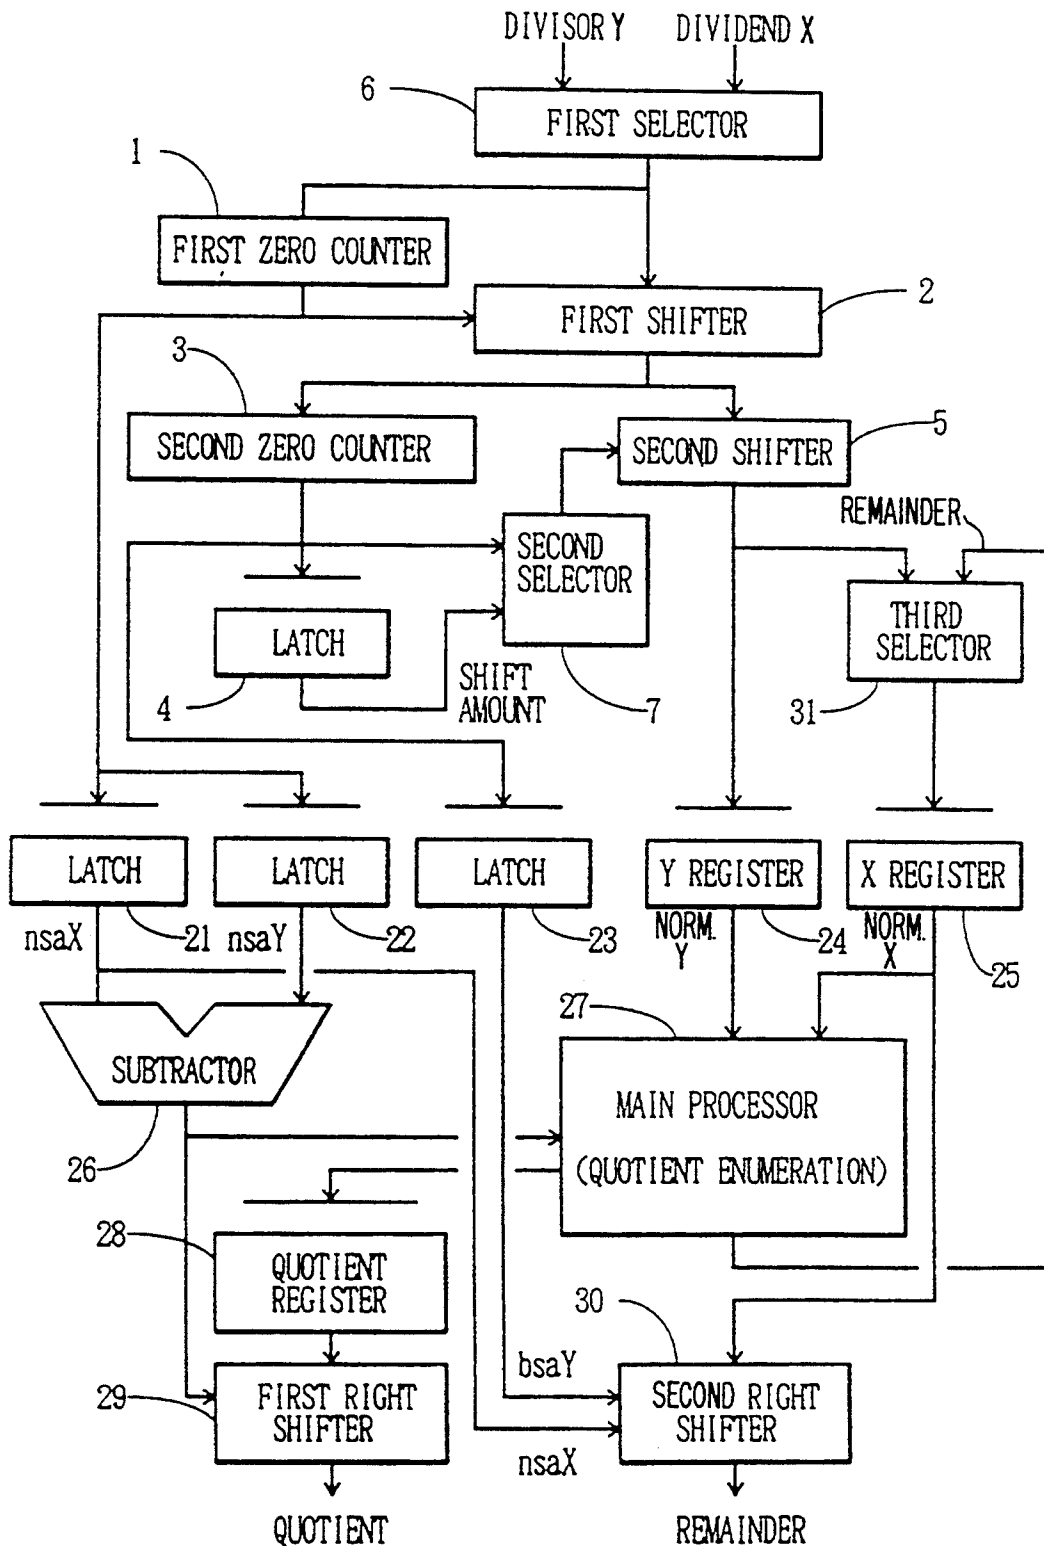 DIVISOR Y DIVIDEND X
6
FIRST SELECTOR
1
FIRST ZERO COUNTER
2
FIRST SHIFTER
3
SECOND ZERO COUNTER
5
SECOND SHIFTER
REMAINDER
SECOND
SELECTOR
THIRD
SELECTOR
LATCH
4
SHIFT
AMOUNT
7
31
LATCH
LATCH
LATCH
Y REGISTER
X REGISTER
nsaX
21
nsaY
22
23
NORM.
Y
24
NORM.
X
25
27
SUBTRACTOR
MAIN PROCESSOR
(QUOTIENT ENUMERATION)
26
28
QUOTIENT
REGISTER
30
29
FIRST RIGHT
SHIFTER
bsaY
nsaX
SECOND RIGHT
SHIFTER
QUOTIENT
REMAINDER